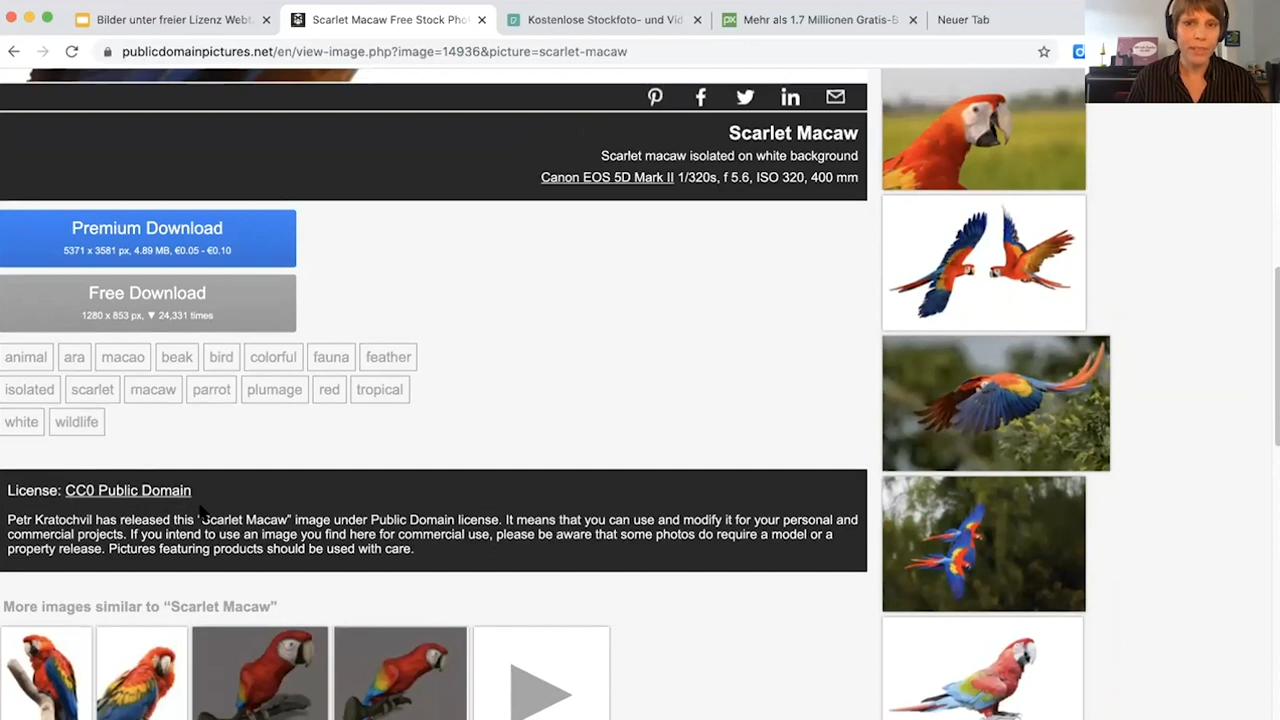 Bilder unter freier Lizenz Webt
Scarlet Macaw Free Stock Pho
Kostenlose Stockfoto- und Vid
Mehr als 1.7 Millionen Gratis-B
Neuer Tab
publicdomainpictures.net/en/view-image.php?image=14936&picture=scarlet-macaw
Scarlet Macaw
Scarlet macaw isolated on white background
Canon EOS 5D Mark II 1/320s, f 5.6, ISO 320, 400 mm
Premium Download
5371 x 3581 px, 4.89 MB, €0.05 - €0.10
Free Download
1280 x 853 px, ▼ 24,331 times
animal ara macao beak bird colorful fauna feather
isolated scarlet macaw parrot plumage red tropical
white wildlife
License: CC0 Public Domain
Petr Kratochvil has released this “Scarlet Macaw” image under Public Domain license. It means that you can use and modify it for your personal and
commercial projects. If you intend to use an image you find here for commercial use, please be aware that some photos do require a model or a
property release. Pictures featuring products should be used with care.
More images similar to “Scarlet Macaw”